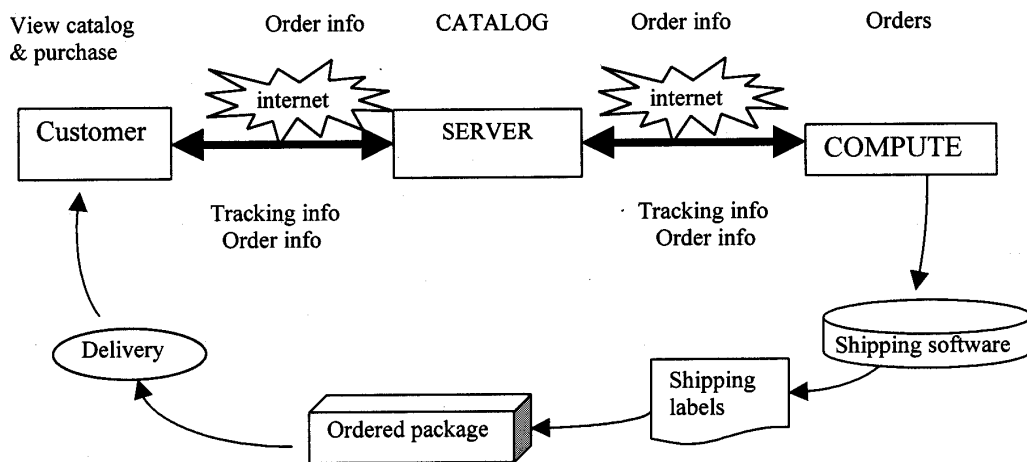 View catalog
& purchase
Order info
CATALOG
Order info
Orders
internet
internet
Customer
SERVER
COMPUTE
Tracking info
Order info
Tracking info
Order info
Delivery
Shipping software
Shipping
labels
Ordered package